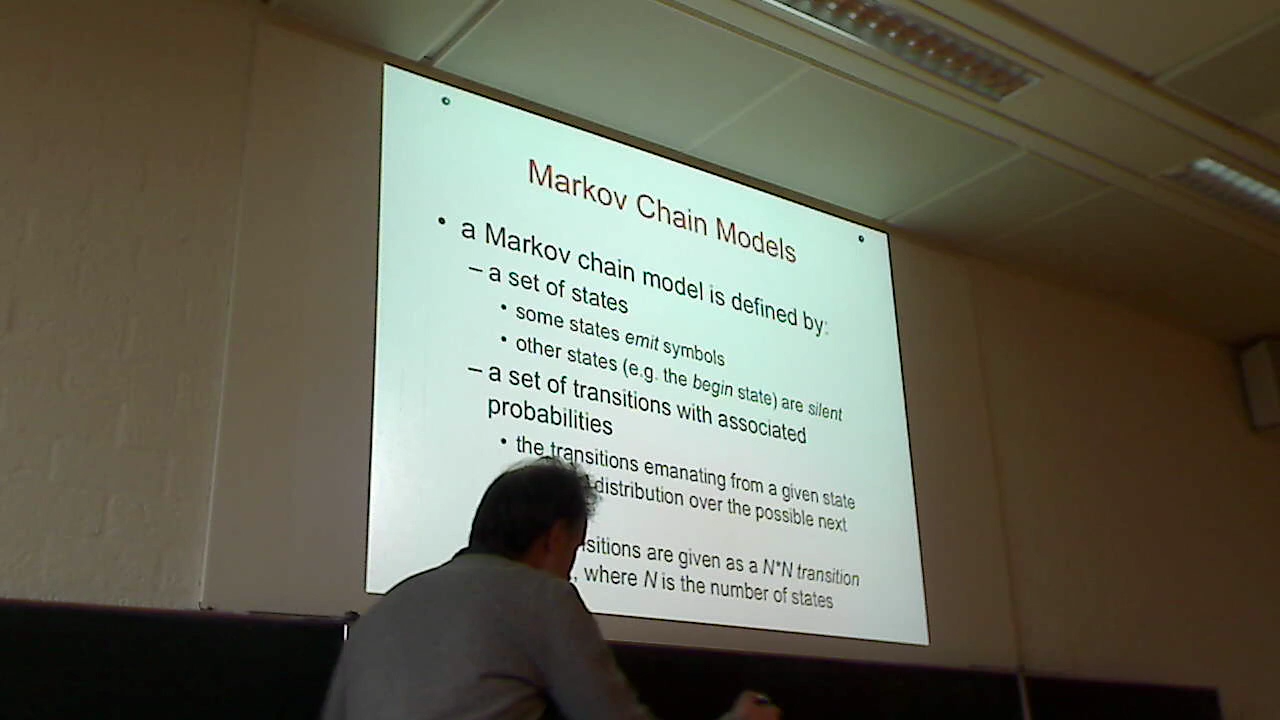 Markov Chain Models
• a Markov chain model is defined by:
– a set of states
• some states emit symbols
• other states (e.g. the begin state) are silent
– a set of transitions with associated
probabilities
• the transitions emanating from a given state
distribution over the possible next
sitions are given as a N*N transition
, where N is the number of states